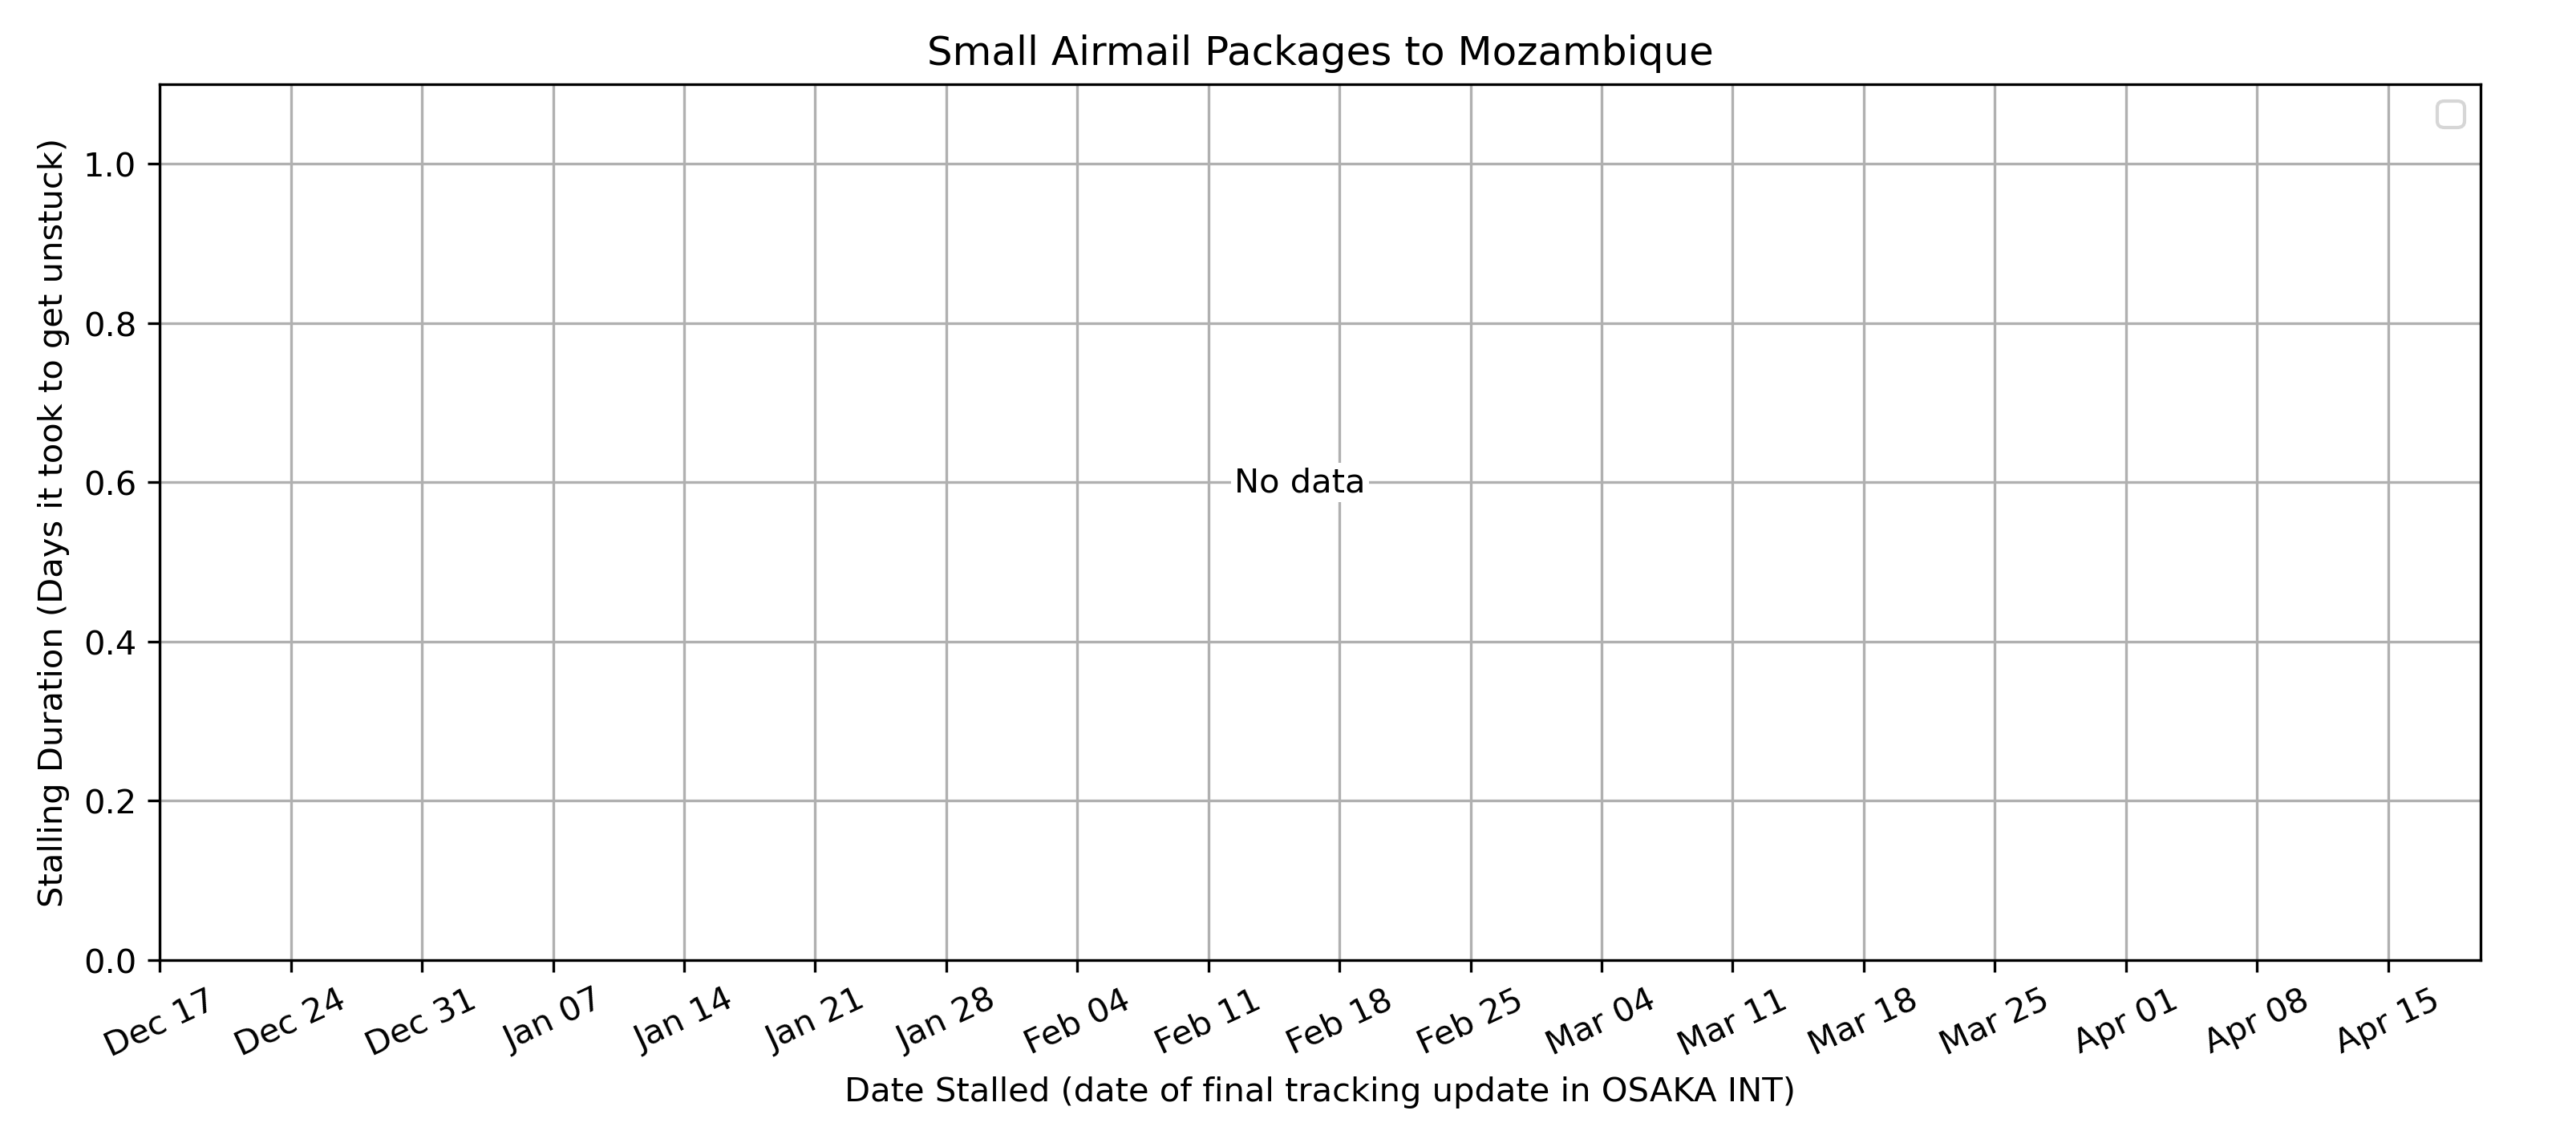 Small Airmail Packages to Mozambique
Stalling Duration (Days it took to get unstuck)
1.0
0.8
0.6
0.4
0.2
0.0
No data
Dec 17
Dec 24
Dec 31
Jan 07
Jan 14
Jan 21
Jan 28
Feb 04
Feb 11
Feb 18
Feb 25
Mar 04
Mar 11
Mar 18
Mar 25
Apr 01
Apr 08
Apr 15
Date Stalled (date of final tracking update in OSAKA INT)